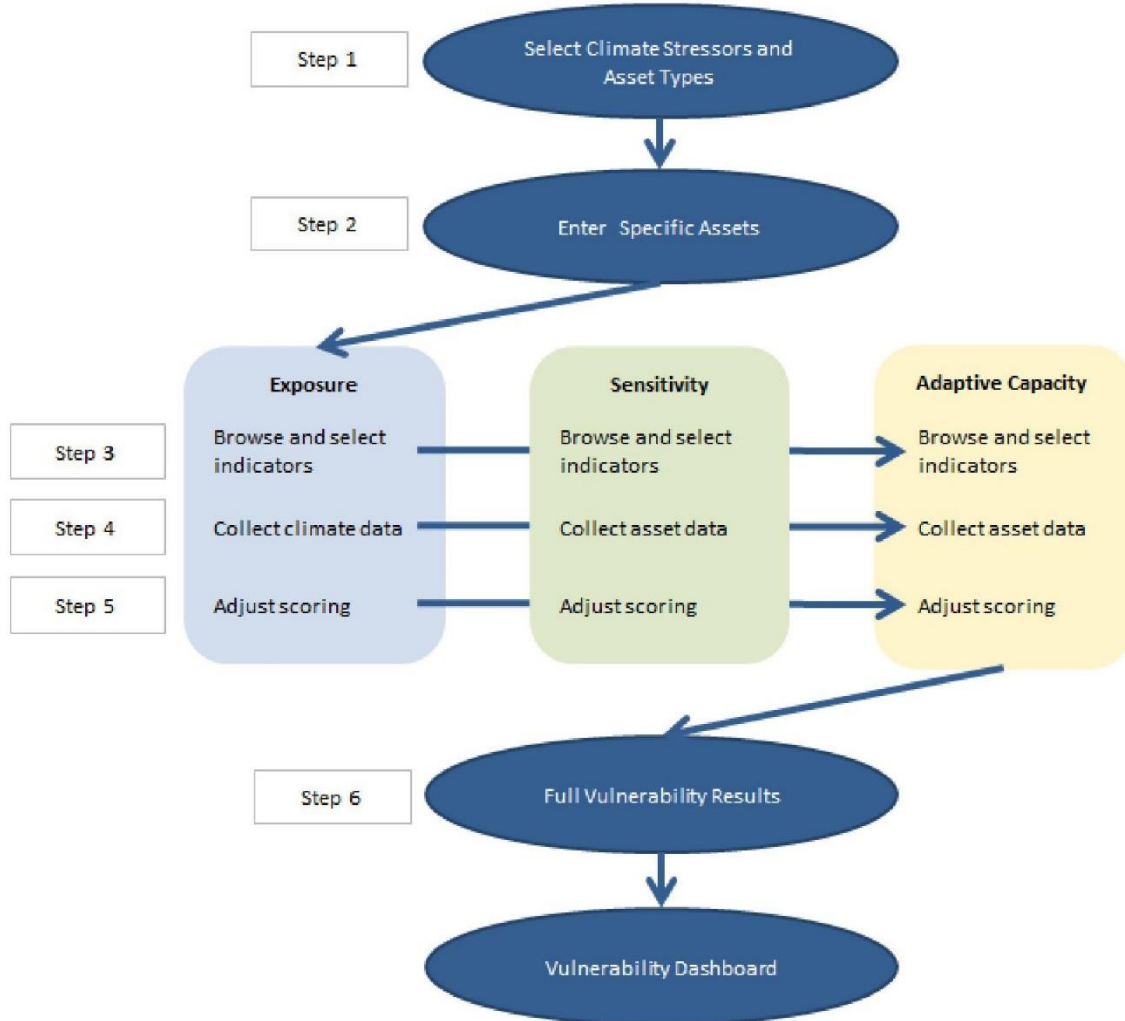 Step 1
Select Climate Stressors and
Asset Types
Step 2
Enter Specific Assets
Exposure
Sensitivity
Adaptive Capacity
Step 3
Browse and select
indicators
Browse and select
indicators
Browse and select
indicators
Step 4
Collect climate data
Collect asset data
Collect asset data
Step 5
Adjust scoring
Adjust scoring
Adjust scoring
Step 6
Full Vulnerability Results
Vulnerability Dashboard